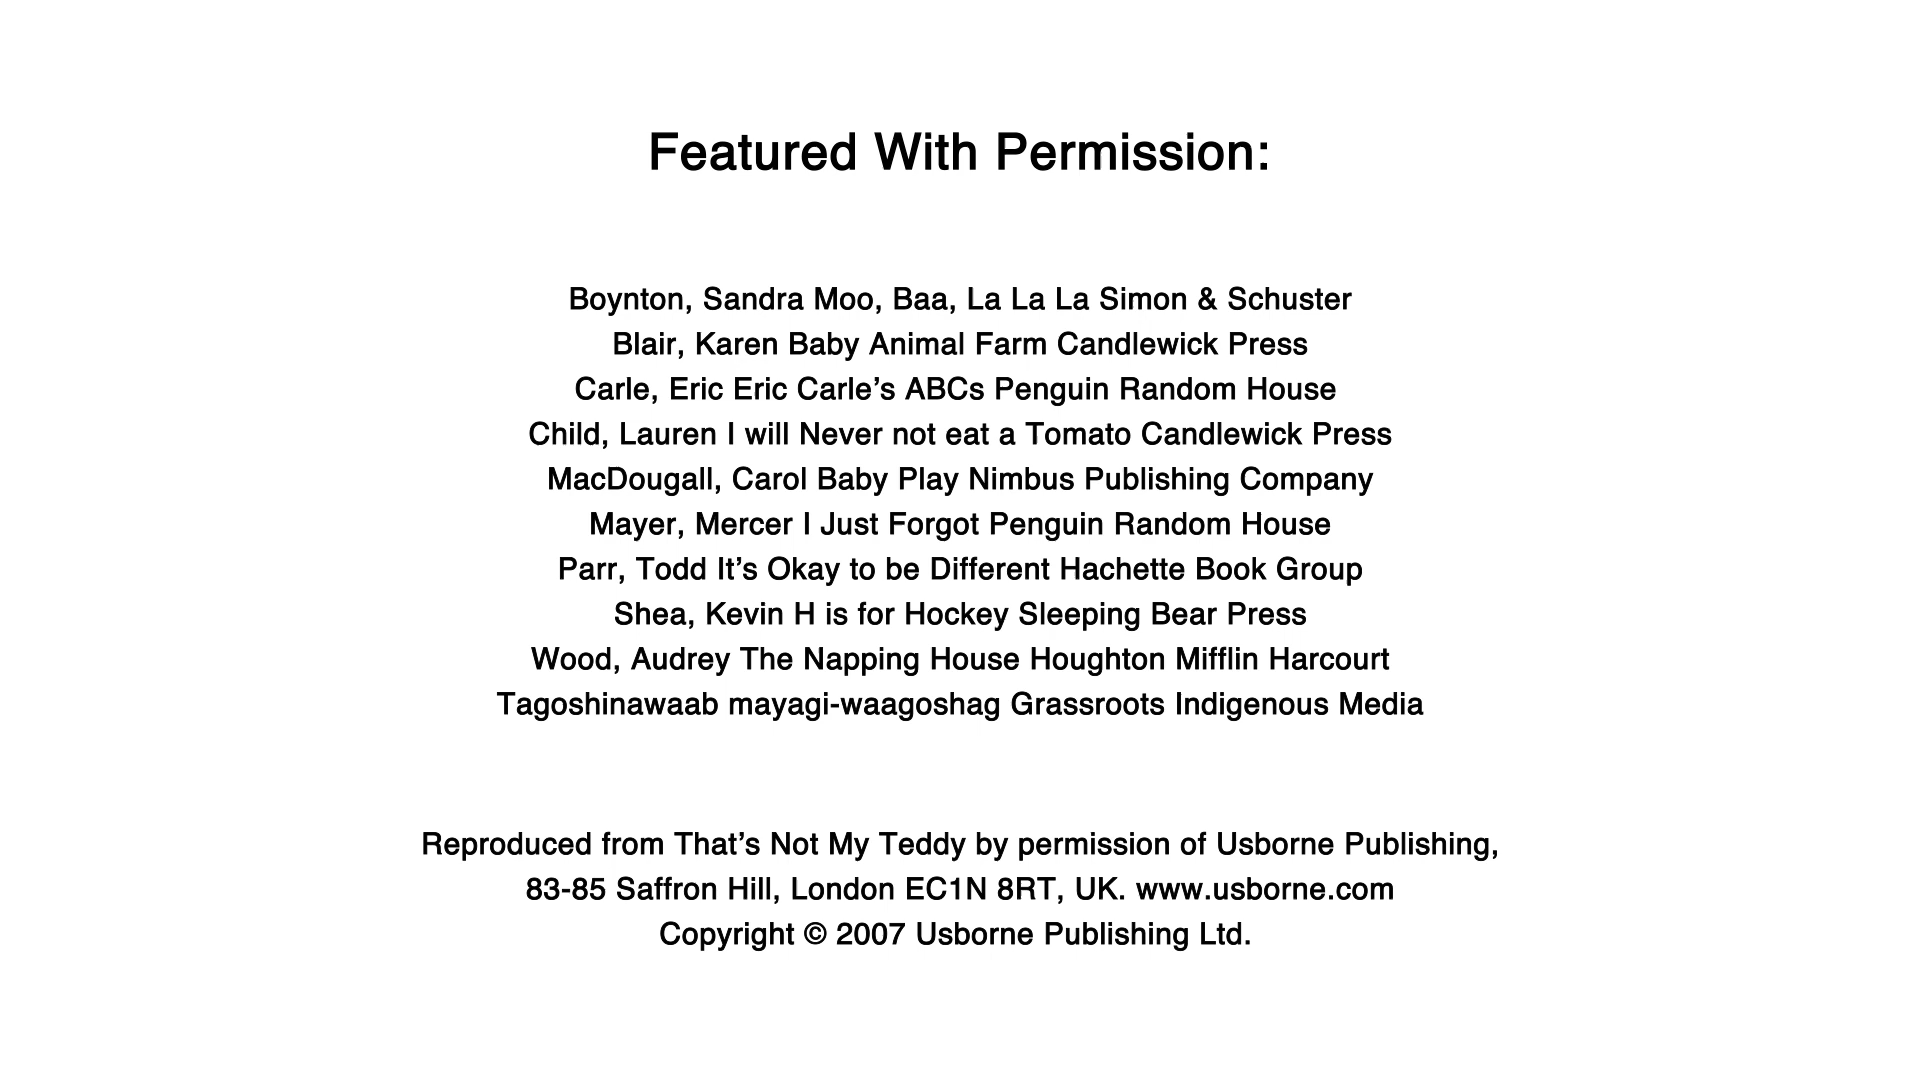 Featured With Permission:
Boynton, Sandra Moo, Baa, La La La Simon & Schuster
Blair, Karen Baby Animal Farm Candlewick Press
Carle, Eric Eric Carle’s ABCs Penguin Random House
Child, Lauren I will Never not eat a Tomato Candlewick Press
MacDougall, Carol Baby Play Nimbus Publishing Company
Mayer, Mercer I Just Forgot Penguin Random House
Parr, Todd It’s Okay to be Different Hachette Book Group
Shea, Kevin H is for Hockey Sleeping Bear Press
Wood, Audrey The Napping House Houghton Mifflin Harcourt
Tagoshinawaab mayagi-waagoshag Grassroots Indigenous Media
Reproduced from That’s Not My Teddy by permission of Usborne Publishing,
83-85 Saffron Hill, London EC1N 8RT, UK. www.usborne.com
Copyright © 2007 Usborne Publishing Ltd.